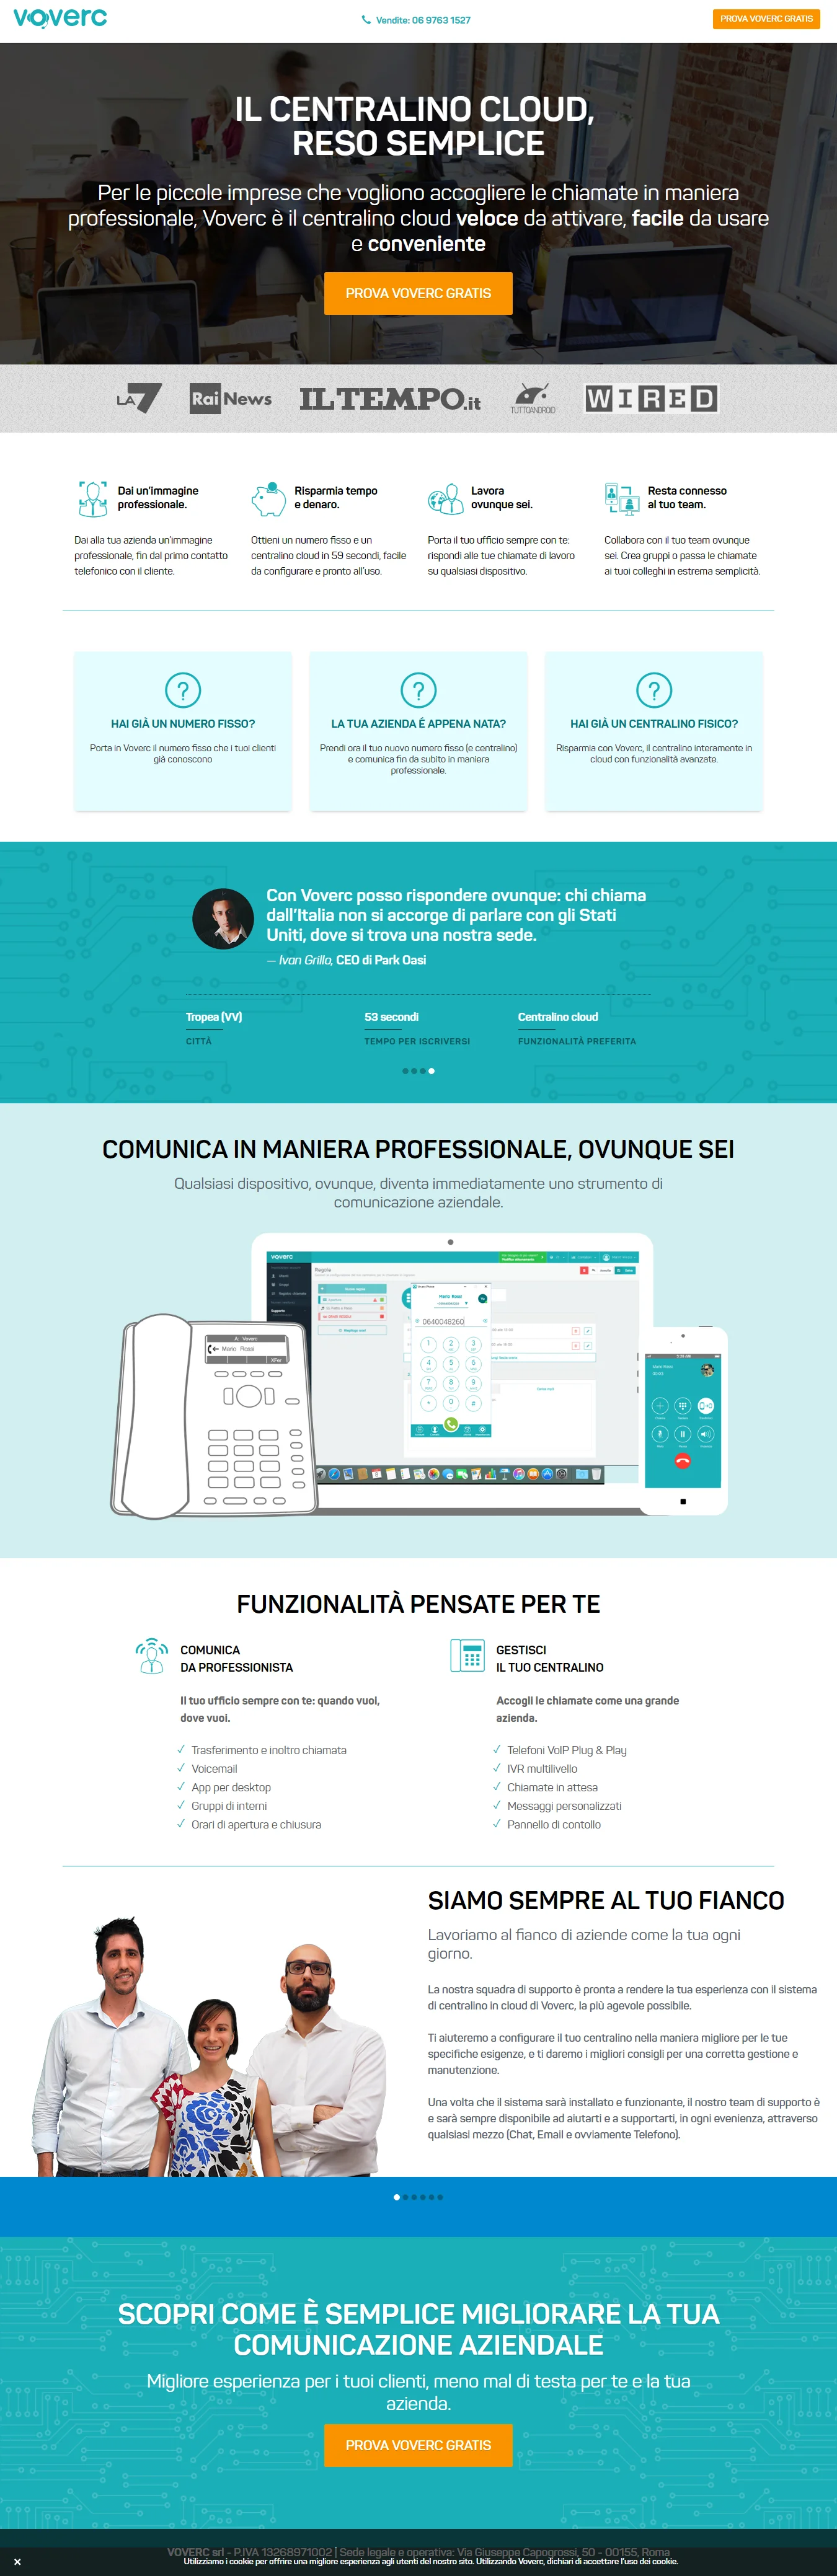 voverc
Vendite: 06 9763 1527
PROVA VOVERC GRATIS
IL CENTRALINO CLOUD,
RESO SEMPLICE
Per le piccole imprese che vogliono accogliere le chiamate in maniera
professionale, Voverc è il centralino cloud veloce da attivare, facile da usare
e conveniente
PROVA VOVERC GRATIS
LA7
Rai News
IL TEMPO.it
TUTTOANDROID
WIRED
Dai un'immagine
professionale.
Dai alla tua azienda un'immagine
professionale, fin dal primo contatto
telefonico con il cliente.
Risparmia tempo
e denaro.
Ottieni un numero fisso e un
centralino cloud in 59 secondi, facile
da configurare e pronto all'uso.
Lavora
ovunque sei.
Porta il tuo ufficio sempre con te:
rispondi alle tue chiamate di lavoro
su qualsiasi dispositivo.
Resta connesso
al tuo team.
Collabora con il tuo team ovunque
sei. Crea gruppi o passa le chiamate
ai tuoi colleghi in estrema semplicità.
HAI GIÀ UN NUMERO FISSO?
Porta in Voverc il numero fisso che i tuoi clienti
già conoscono
LA TUA AZIENDA É APPENA NATA?
Prendi ora il tuo nuovo numero fisso (e centralino)
e comunica fin da subito in maniera
professionale.
HAI GIÀ UN CENTRALINO FISICO?
Risparmia con Voverc, il centralino interamente in
cloud con funzionalità avanzate.
Con Voverc posso rispondere ovunque: chi chiama
dall'Italia non si accorge di parlare con gli Stati
Uniti, dove si trova una nostra sede.
— Ivan Grillo, CEO di Park Oasi
Tropea (VV)
CITTÀ
53 secondi
TEMPO PER ISCRIVERSI
Centralino cloud
FUNZIONALITÀ PREFERITA
COMUNICA IN MANIERA PROFESSIONALE, OVUNQUE SEI
Qualsiasi dispositivo, ovunque, diventa immediatamente uno strumento di
comunicazione aziendale.
voverc
Regole
Mario Rossi
0640048260
1 2 3
4 5 6
7 8 9
* 0 #
Voverc
Mario Rossi
XFer
Mario Rossi
FUNZIONALITÀ PENSATE PER TE
COMUNICA
DA PROFESSIONISTA
Il tuo ufficio sempre con te: quando vuoi,
dove vuoi.
Trasferimento e inoltro chiamata
Voicemail
App per desktop
Gruppi di interni
Orari di apertura e chiusura
GESTISCI
IL TUO CENTRALINO
Accogli le chiamate come una grande
azienda.
Telefoni VoIP Plug & Play
IVR multilivello
Chiamate in attesa
Messaggi personalizzati
Pannello di contollo
SIAMO SEMPRE AL TUO FIANCO
Lavoriamo al fianco di aziende come la tua ogni
giorno.
La nostra squadra di supporto è pronta a rendere la tua esperienza con il sistema
di centralino in cloud di Voverc, la più agevole possibile.
Ti aiuteremo a configurare il tuo centralino nella maniera migliore per le tue
specifiche esigenze, e ti daremo i migliori consigli per una corretta gestione e
manutenzione.
Una volta che il sistema sarà installato e funzionante, il nostro team di supporto è
e sarà sempre disponibile ad aiutarti e a supportarti, in ogni evenienza, attraverso
qualsiasi mezzo (Chat, Email e ovviamente Telefono).
SCOPRI COME È SEMPLICE MIGLIORARE LA TUA
COMUNICAZIONE AZIENDALE
Migliore esperienza per i tuoi clienti, meno mal di testa per te e la tua
azienda.
PROVA VOVERC GRATIS
VOVERC srl - P.IVA 13268971002 | Sede legale e operativa: Via Giuseppe Capogrossi, 50 - 00155, Roma
Utilizziamo i cookie per offrire una migliore esperienza agli utenti del nostro sito. Utilizzando Voverc, dichiari di accettare l'uso dei cookie.